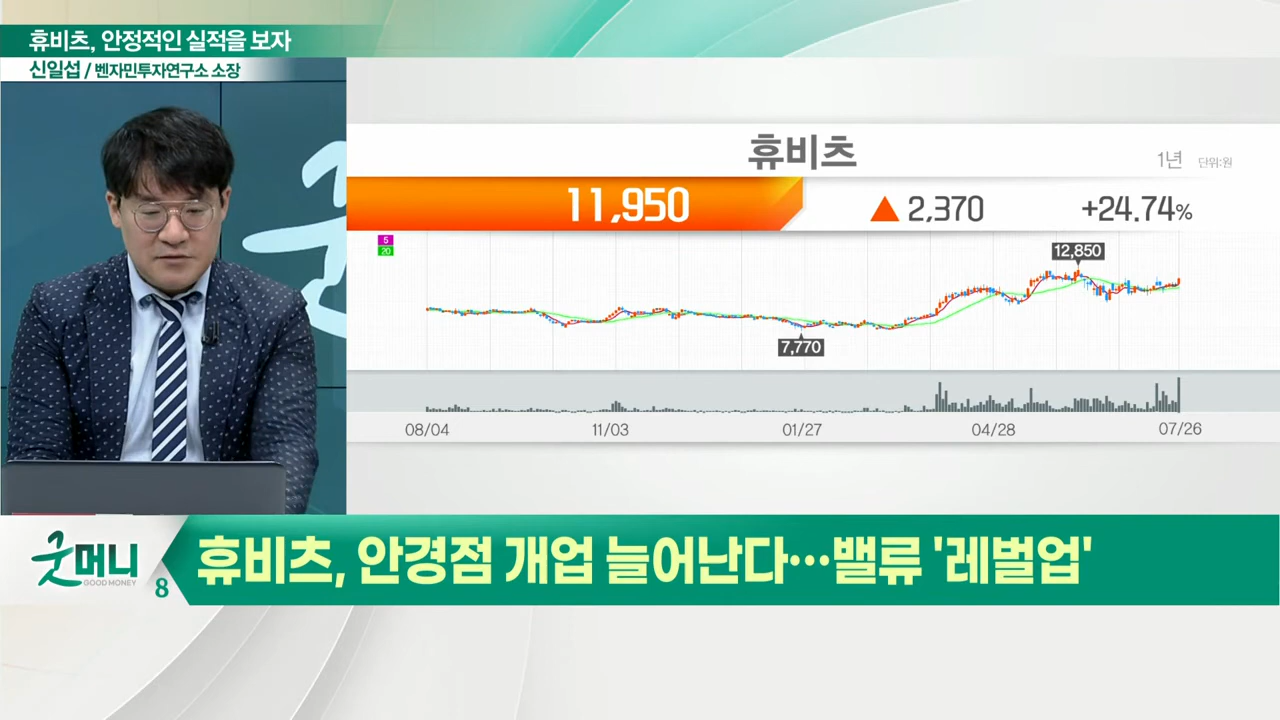 휴비츠, 안정적인 실적을 보자
신일섭 / 벤자민투자연구소 소장
휴비츠
1년 단위:원
11,950 ▲ 2,370 +24.74%
5
20
12,850
7,770
08/04 11/03 01/27 04/28 07/26
굿머니
GOOD MONEY
8
휴비츠, 안경점 개업 늘어난다…밸류 '레벌업'